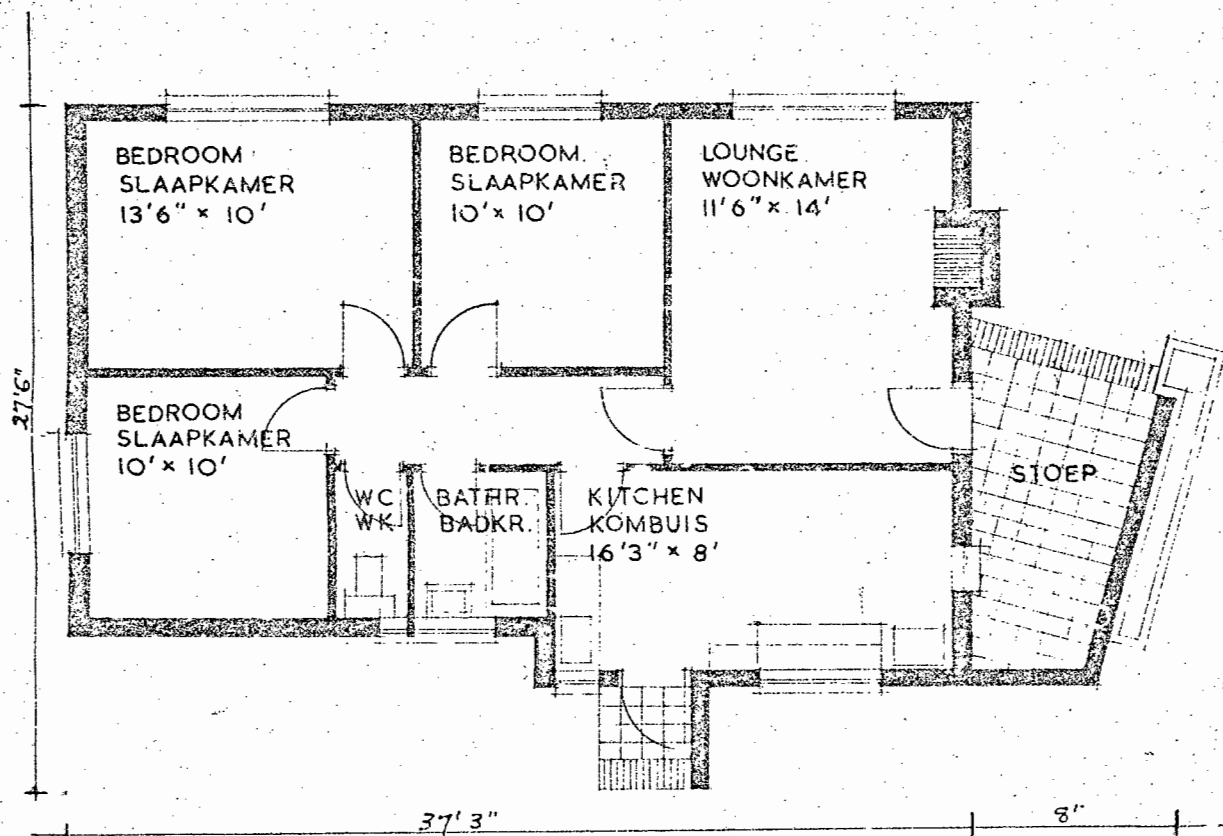 BEDROOM
SLAAPKAMER
13'6" × 10'
BEDROOM.
SLAAPKAMER
10' × 10'
LOUNGE
WOONKAMER
11'6" × 14'
27'6"
BEDROOM
SLAAPKAMER
10' × 10'
WC
WK
BATHR.
BADKR.
KITCHEN
KOMBUIS
16'3" × 8'
STOEP
37'3"
8"